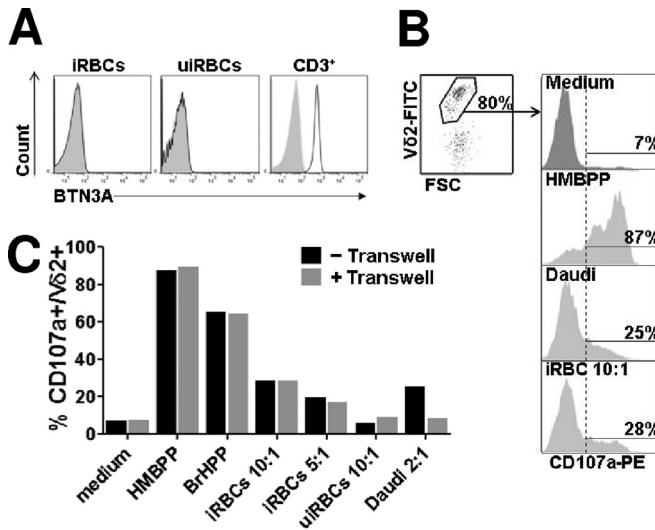 A
iRBCs
uiRBCs
CD3+
Count
BTN3A
B
Vδ2-FITC
80%
FSC
Medium
7%
HMBPP
87%
Daudi
25%
iRBC 10:1
28%
CD107a-PE
C
% CD107a+/Vδ2+
100
80
60
40
20
0
− Transwell
+ Transwell
medium
HMBPP
BrHPP
iRBCs 10:1
iRBCs 5:1
uiRBCs 10:1
Daudi 2:1